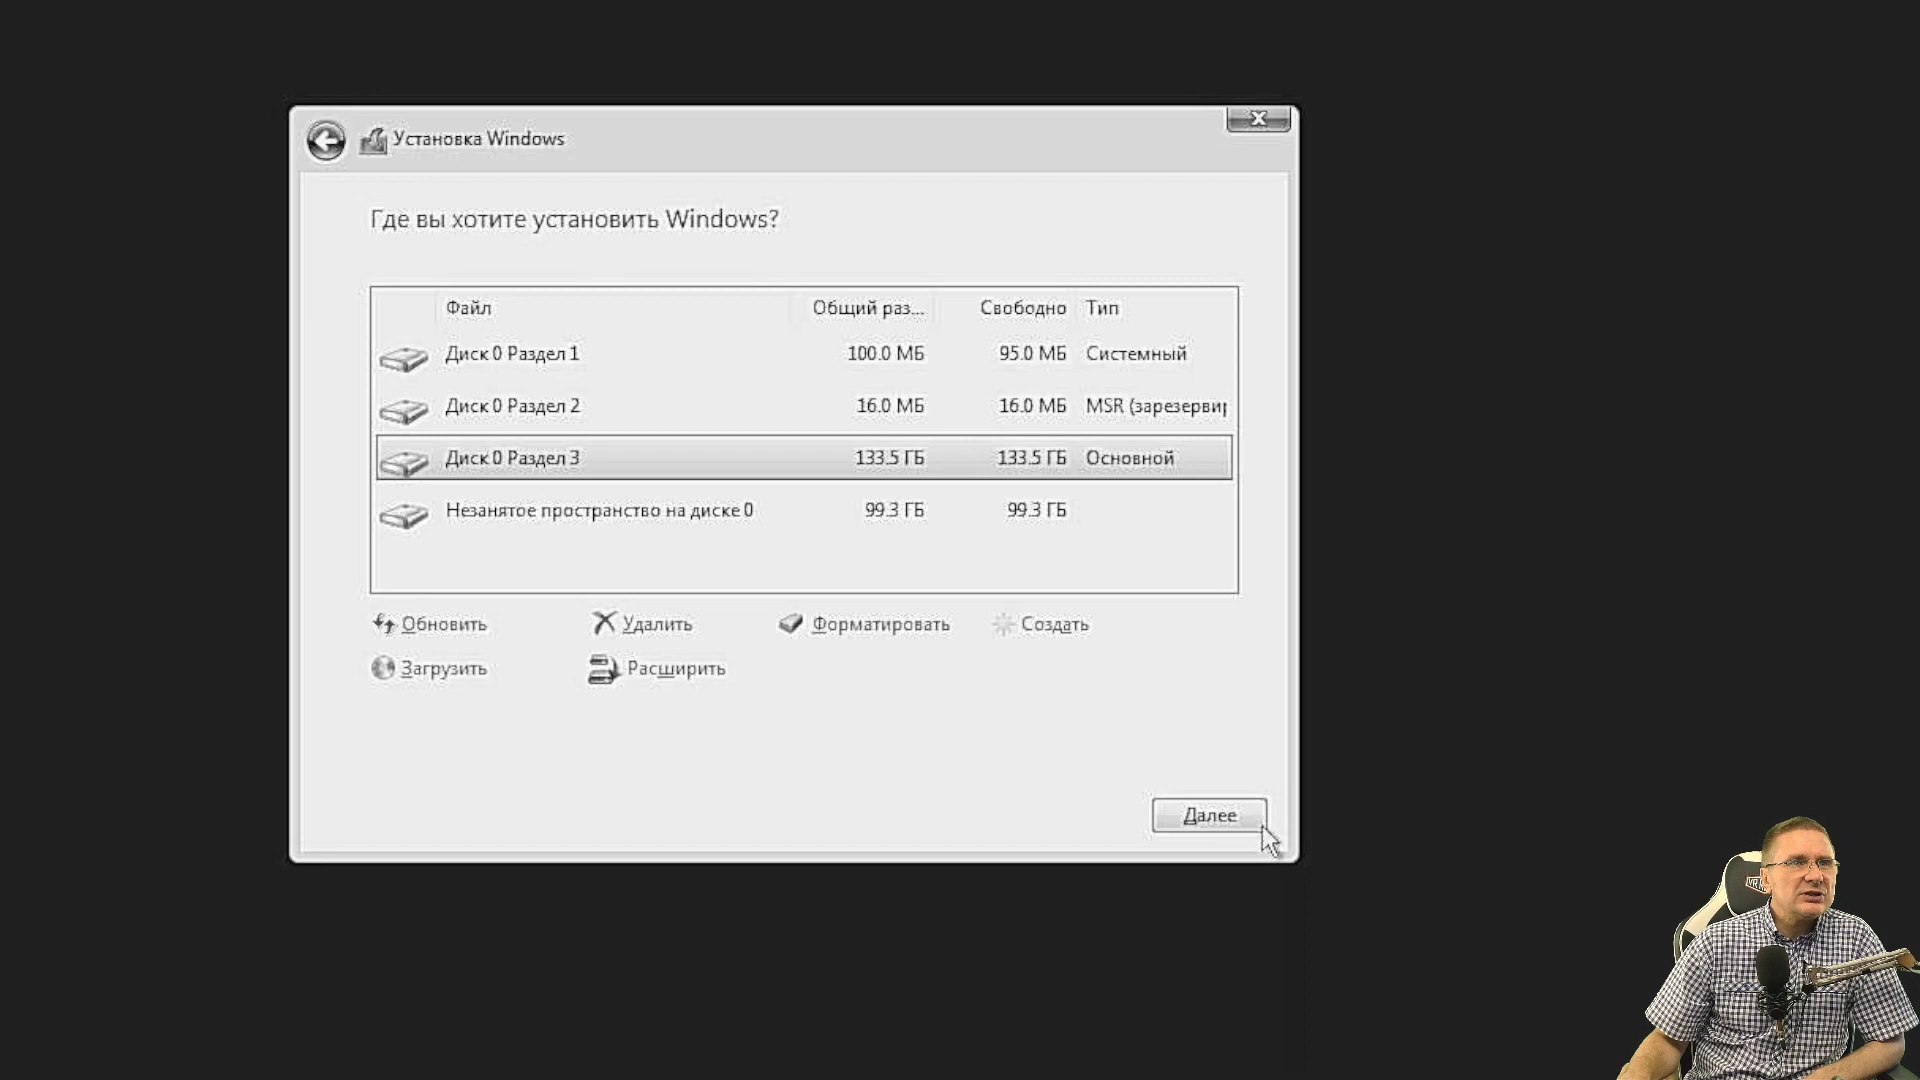 Установка Windows
Где вы хотите установить Windows?
Файл Общий раз... Свободно Тип
Диск 0 Раздел 1 100.0 МБ 95.0 МБ Системный
Диск 0 Раздел 2 16.0 МБ 16.0 МБ MSR (зарезервир
Диск 0 Раздел 3 133.5 ГБ 133.5 ГБ Основной
Незанятое пространство на диске 0 99.3 ГБ 99.3 ГБ
Обновить Удалить Форматировать Создать
Загрузить Расширить
Далее